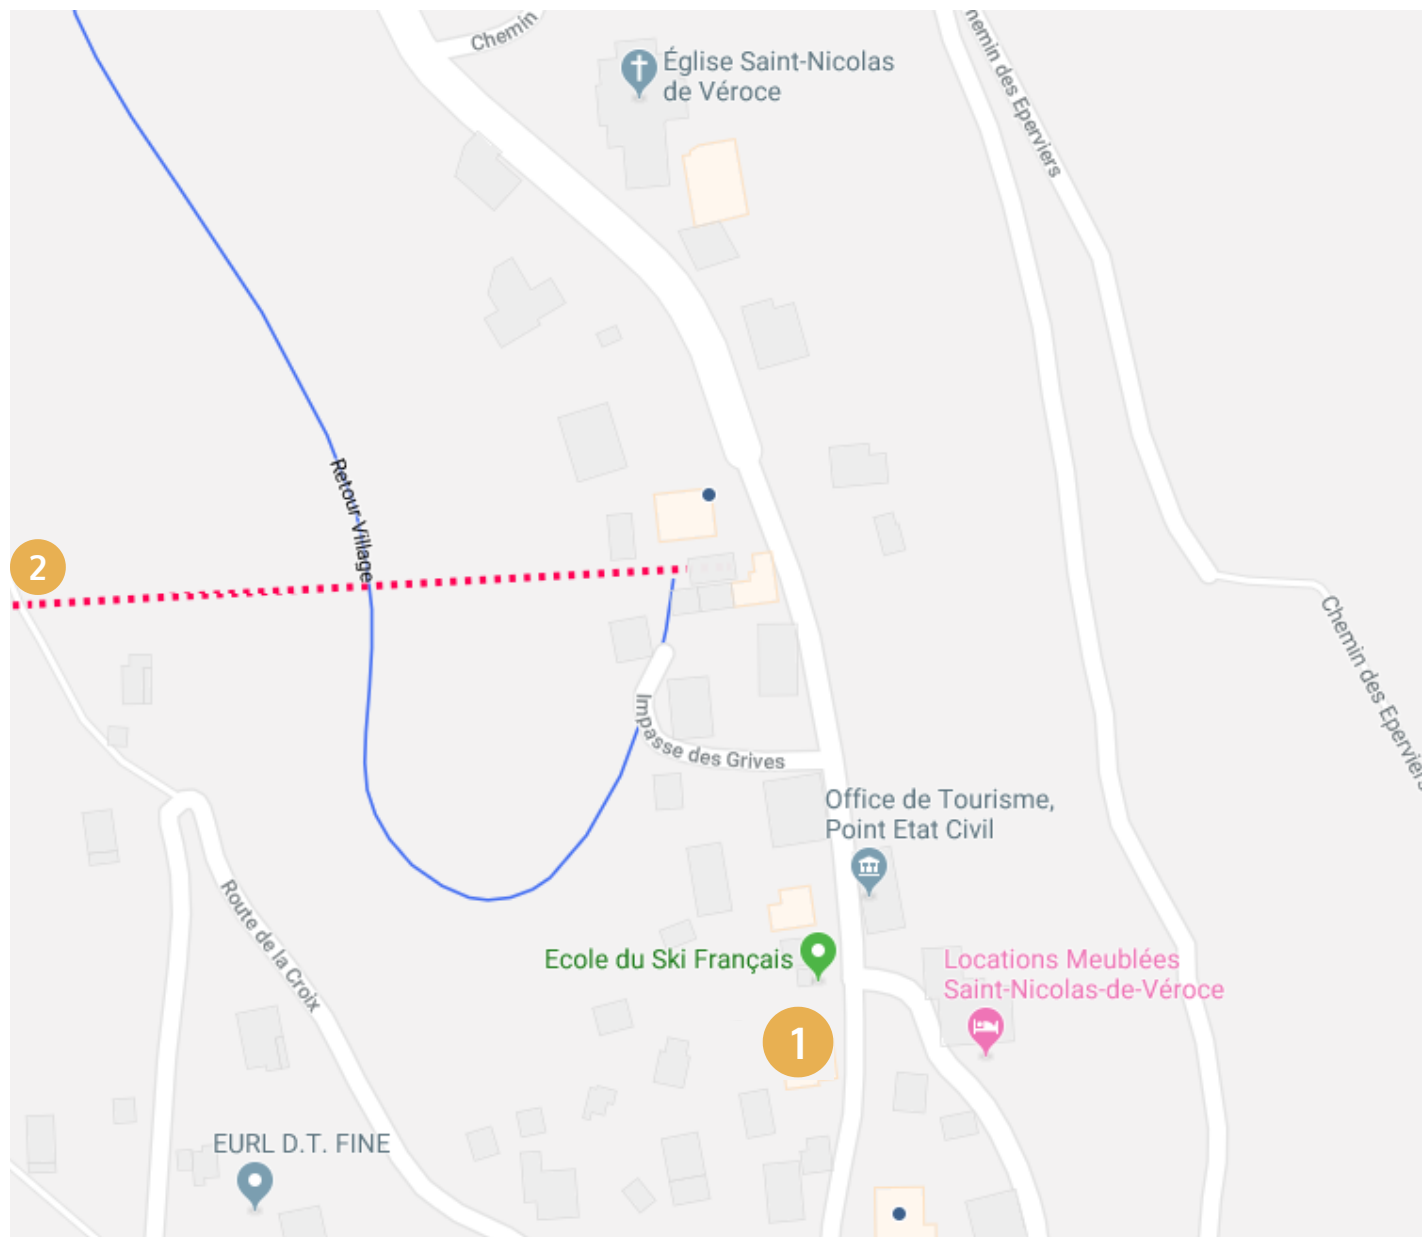 Chemin
Église Saint-Nicolas
de Véroce
hemin des Eperviers
Retour Village
2
Chemin des Eperviers
Impasse des Grives
Office de Tourisme,
Point Etat Civil
Route de la Croix
Ecole du Ski Français
Locations Meublées
Saint-Nicolas-de-Véroce
1
EURL D.T. FINE